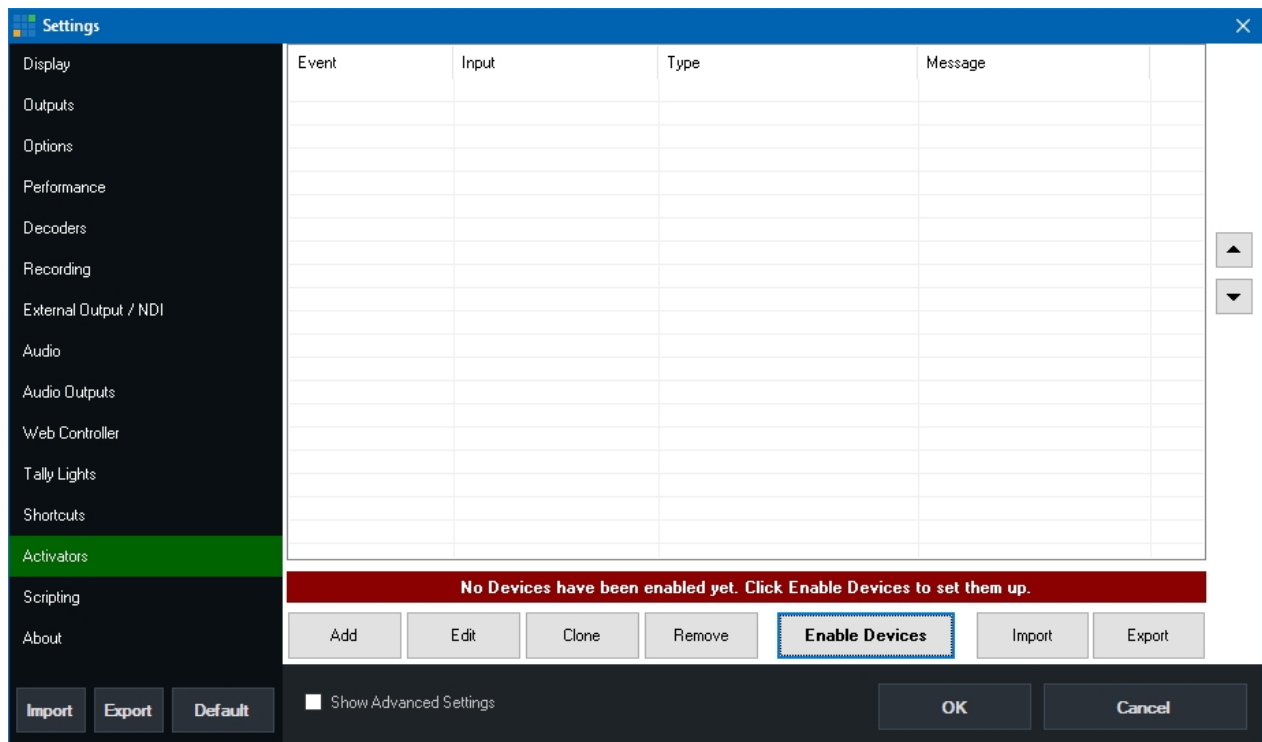 Settings
Display
Outputs
Options
Performance
Decoders
Recording
External Output / NDI
Audio
Audio Outputs
Web Controller
Tally Lights
Shortcuts
Activators
Scripting
About
Import Export Default
Event Input Type Message
No Devices have been enabled yet. Click Enable Devices to set them up.
Add Edit Clone Remove Enable Devices Import Export
Show Advanced Settings
OK Cancel